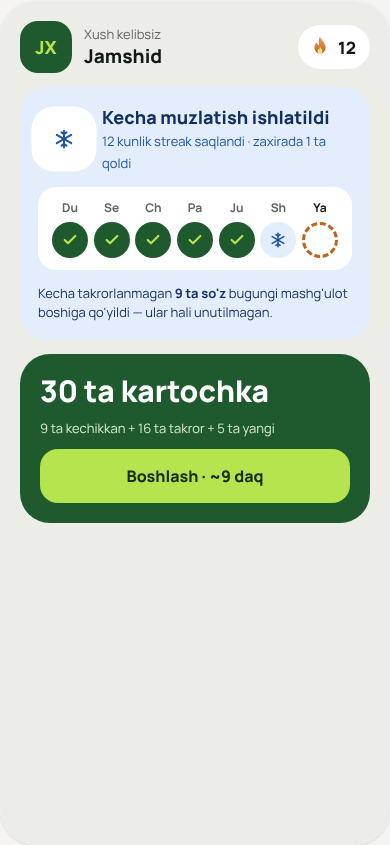 JX
Xush kelibsiz
Jamshid
12
Kecha muzlatish ishlatildi
12 kunlik streak saqlandi · zaxirada 1 ta
qoldi
Du Se Ch Pa Ju Sh Ya
Kecha takrorlanmagan 9 ta so'z bugungi mashg'ulot
boshiga qo'yildi — ular hali unutilmagan.
30 ta kartochka
9 ta kechikkan + 16 ta takror + 5 ta yangi
Boshlash · ~9 daq